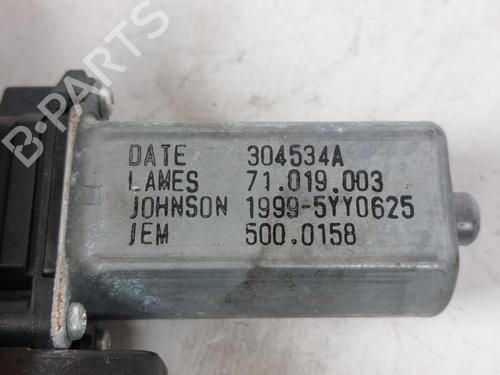 B-PARTS
DATE 304534A
LAMES 71.019.003
JOHNSON 1999-5YY0625
JEM 500.0158